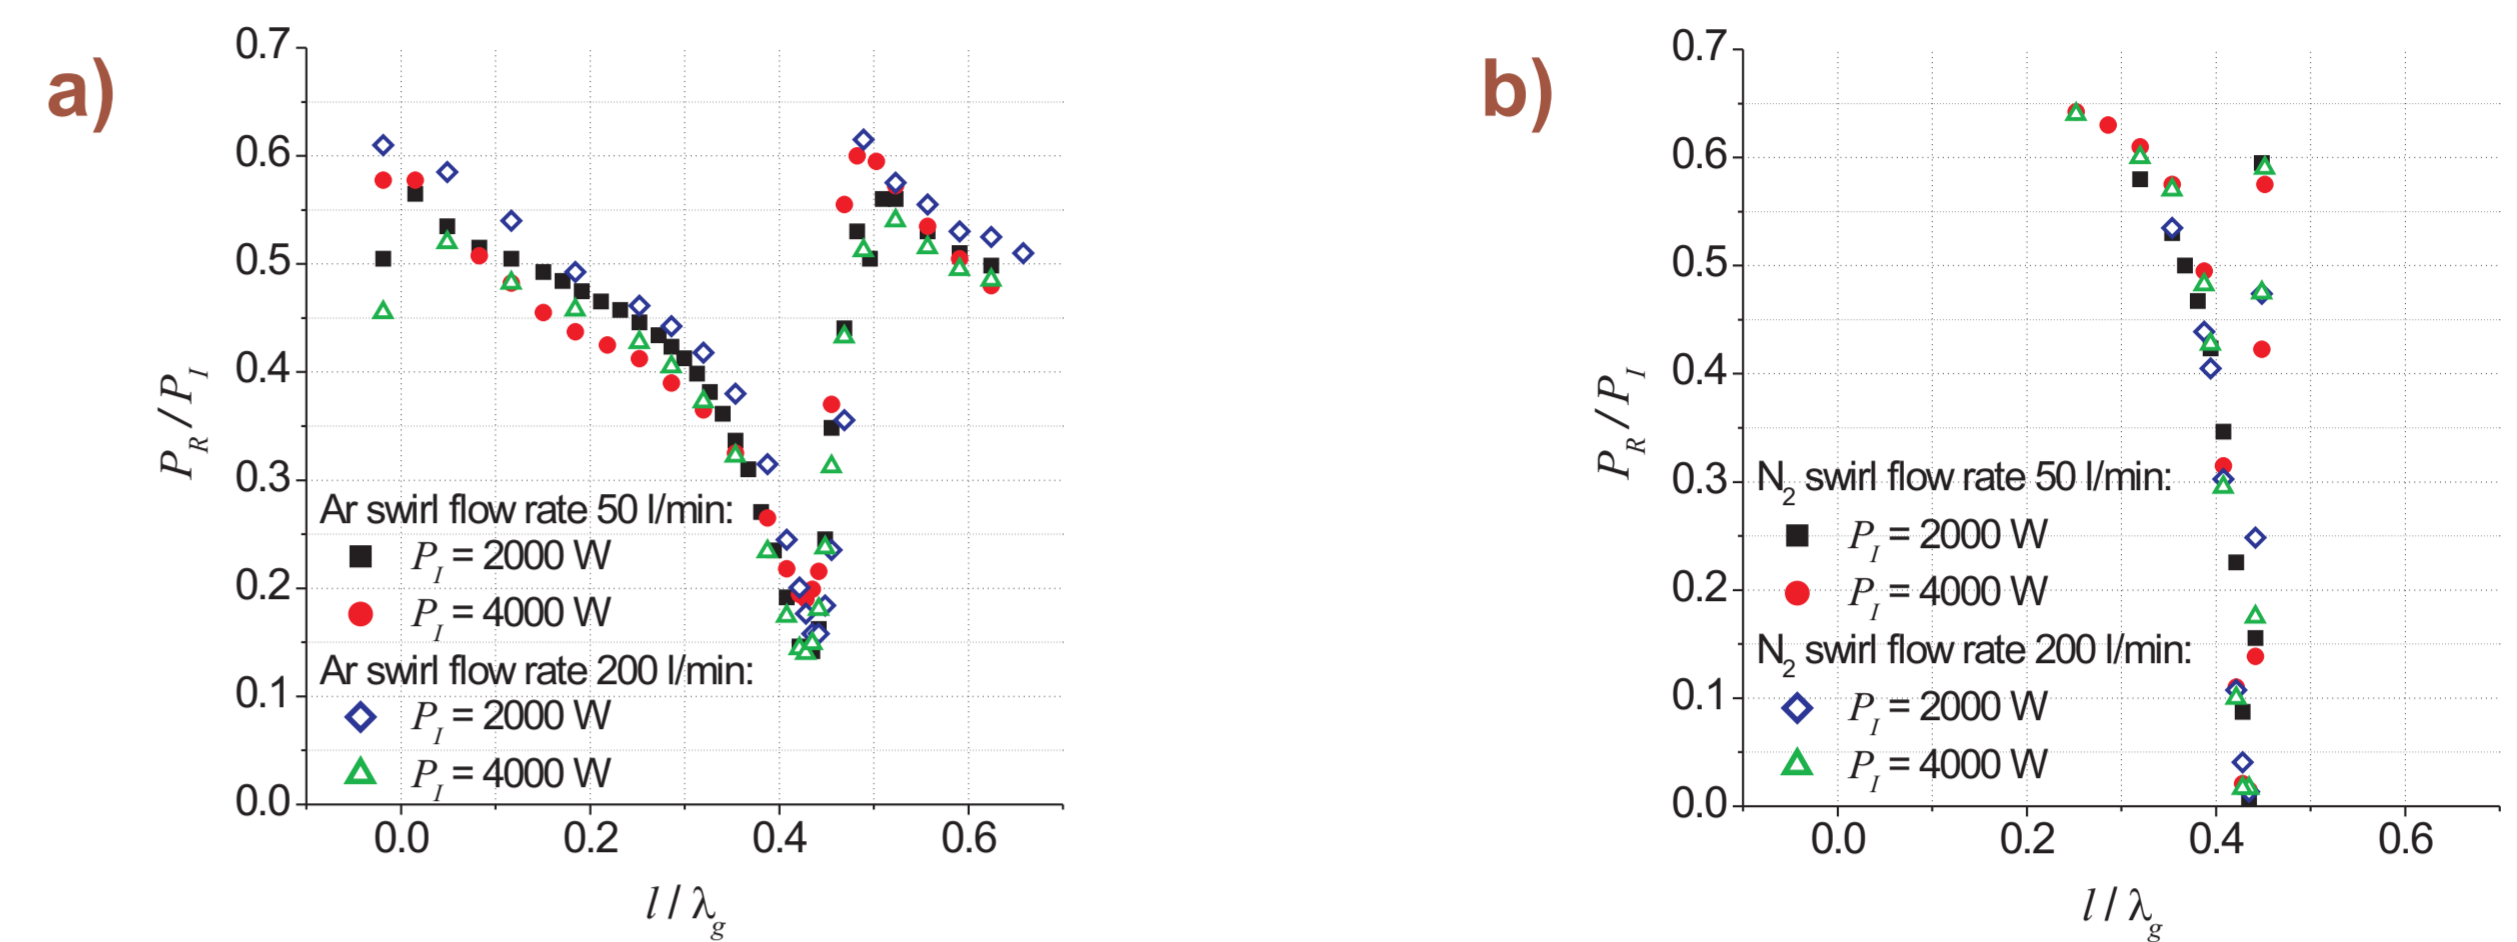 a)
0.7
0.6
0.5
0.4
0.3
0.2
0.1
0.0
P_R / P_I
Ar swirl flow rate 50 l/min:
P_I = 2000 W
P_I = 4000 W
Ar swirl flow rate 200 l/min:
P_I = 2000 W
P_I = 4000 W
0.0 0.2 0.4 0.6
l / λ_g
b)
0.7
0.6
0.5
0.4
0.3
0.2
0.1
0.0
P_R / P_I
N₂ swirl flow rate 50 l/min:
P_I = 2000 W
P_I = 4000 W
N₂ swirl flow rate 200 l/min:
P_I = 2000 W
P_I = 4000 W
0.0 0.2 0.4 0.6
l / λ_g